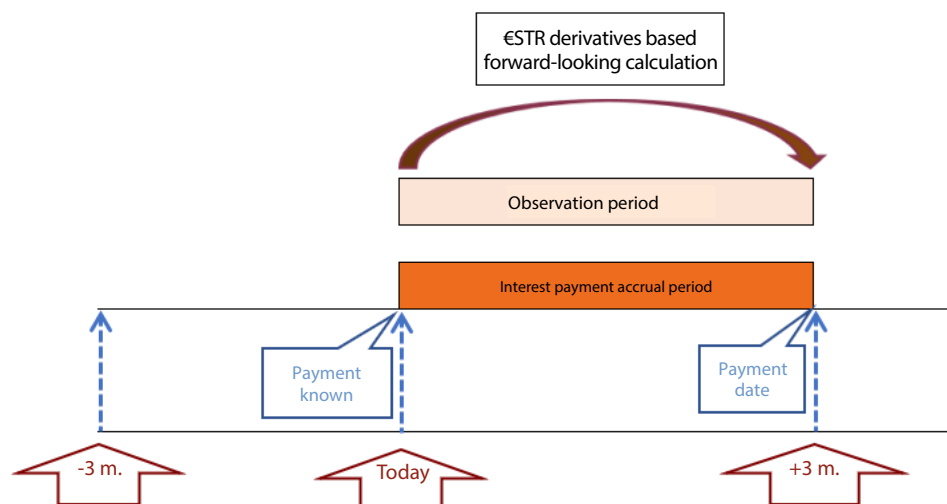 €STR derivatives based
forward-looking calculation
Observation period
Interest payment accrual period
Payment
known
Payment
date
-3 m.
Today
+3 m.